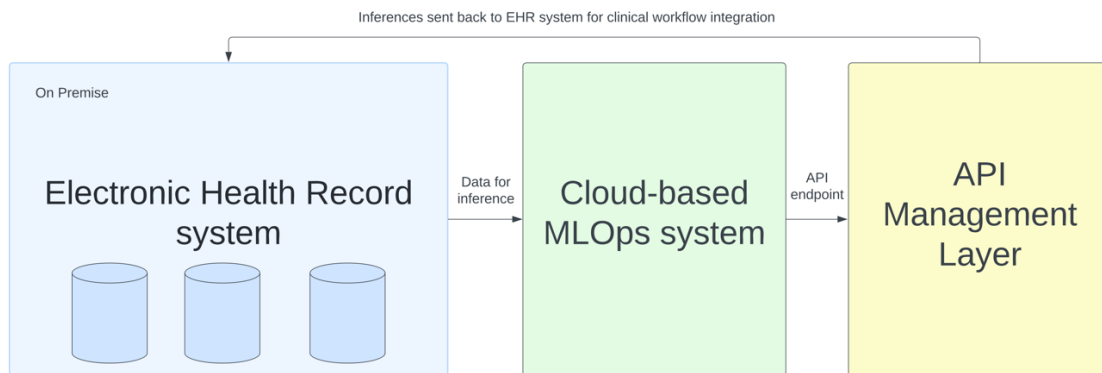 Inferences sent back to EHR system for clinical workflow integration
On Premise
Electronic Health Record
system
Data for
inference
Cloud-based
MLOps system
API
endpoint
API
Management
Layer